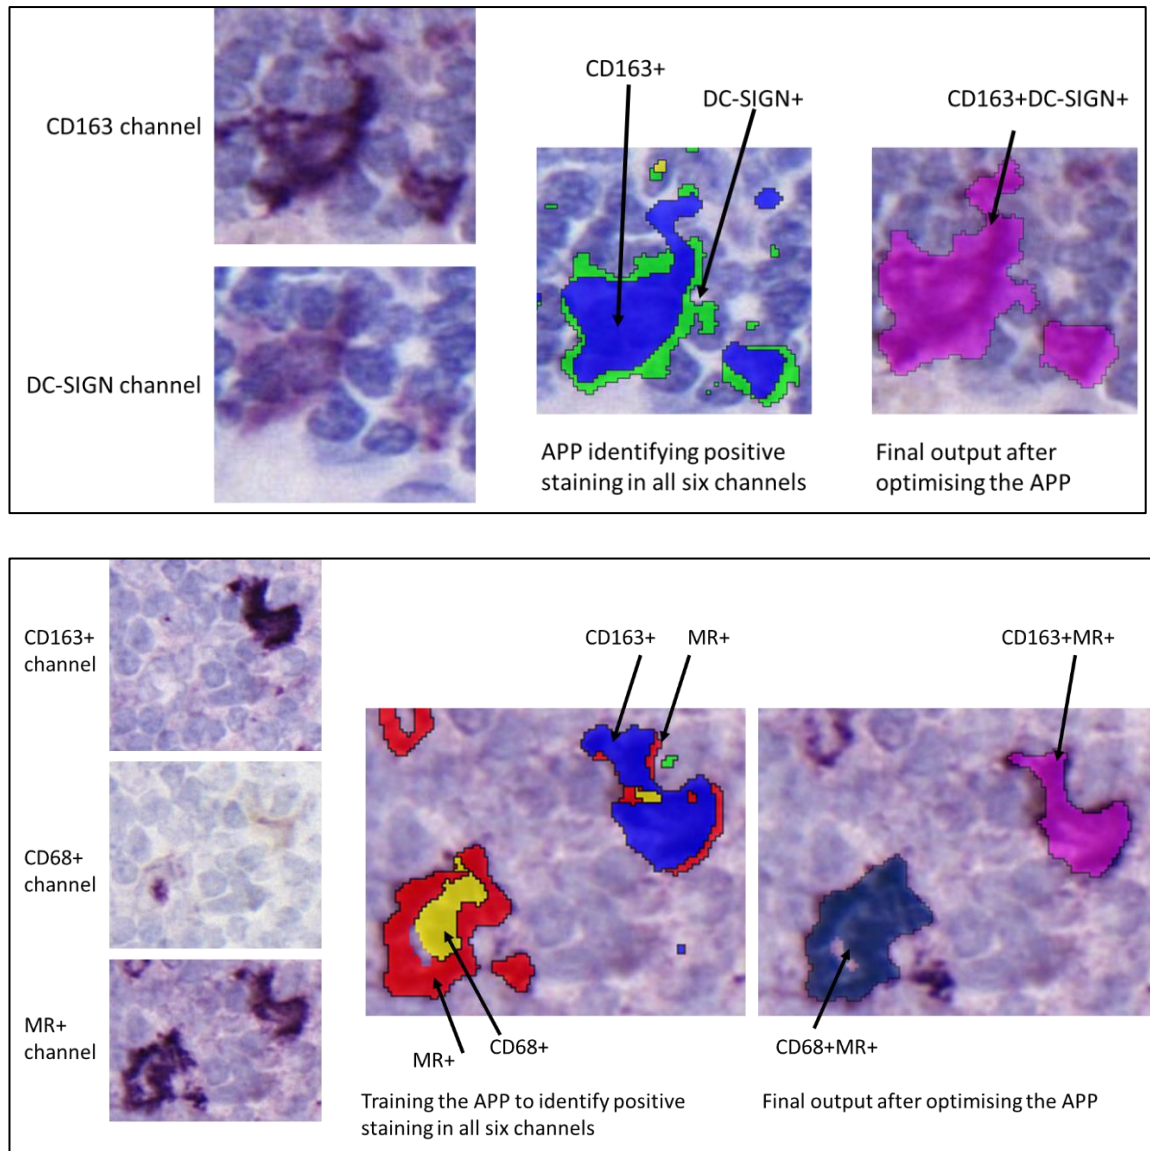 CD163 channel
DC-SIGN channel
CD163+
DC-SIGN+
CD163+DC-SIGN+
APP identifying positive
staining in all six channels
Final output after
optimising the APP
CD163+
channel
CD68+
channel
MR+
channel
CD163+
MR+
CD163+MR+
MR+
CD68+
CD68+MR+
Training the APP to identify positive
staining in all six channels
Final output after optimising the APP